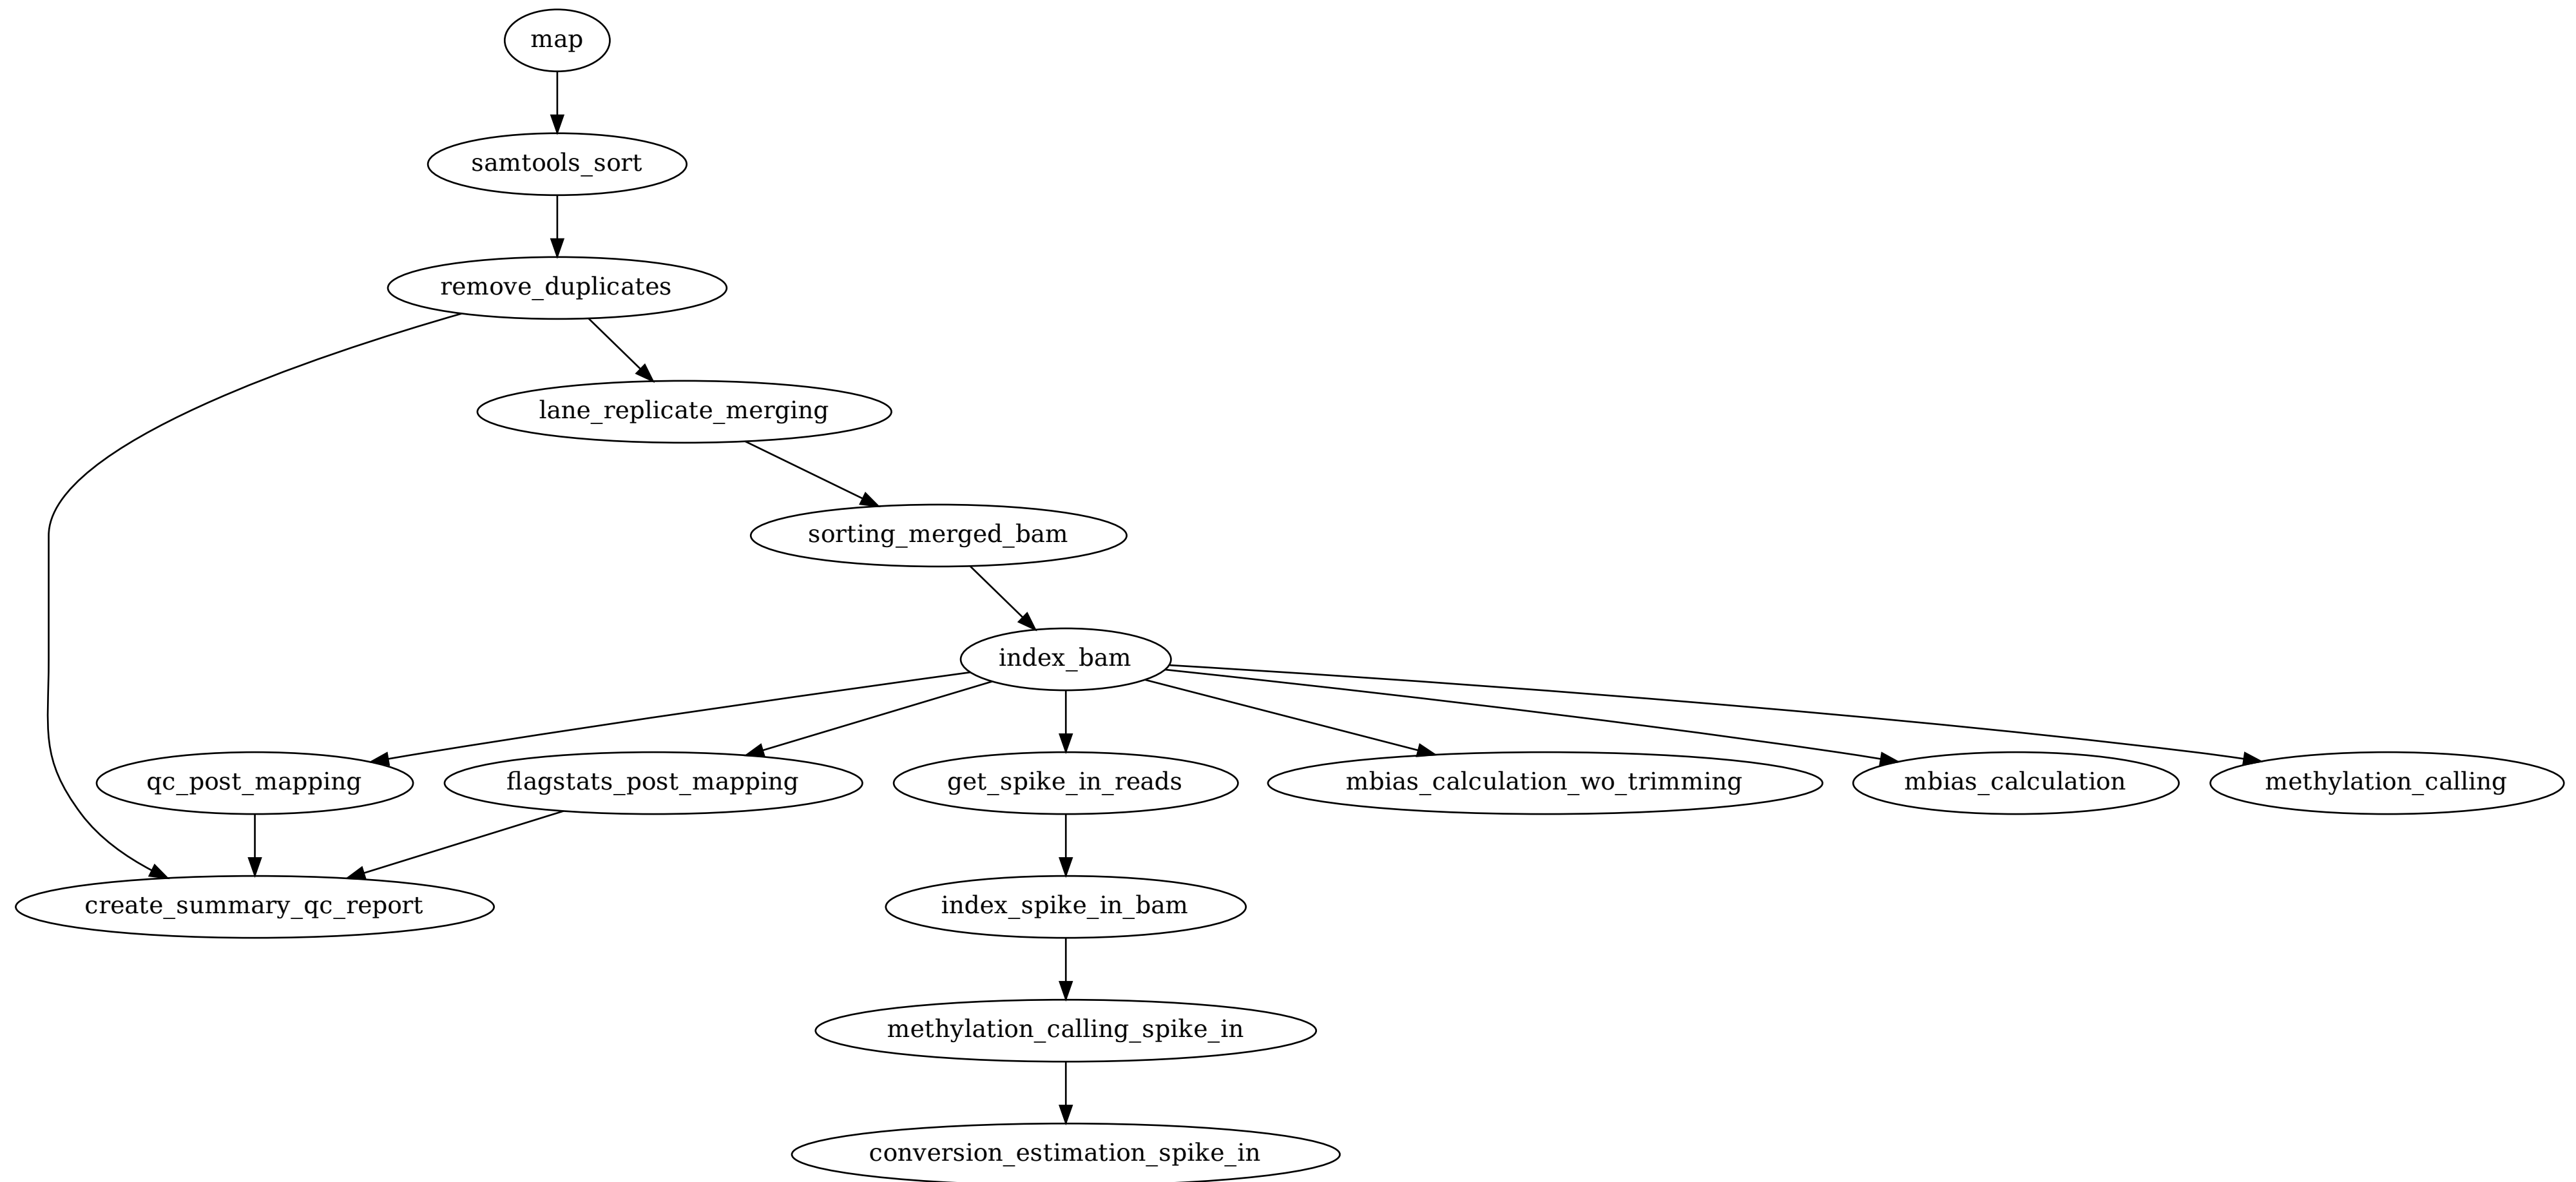 map
samtools_sort
remove_duplicates
lane_replicate_merging
sorting_merged_bam
index_bam
qc_post_mapping
flagstats_post_mapping
get_spike_in_reads
mbias_calculation_wo_trimming
mbias_calculation
methylation_calling
create_summary_qc_report
index_spike_in_bam
methylation_calling_spike_in
conversion_estimation_spike_in